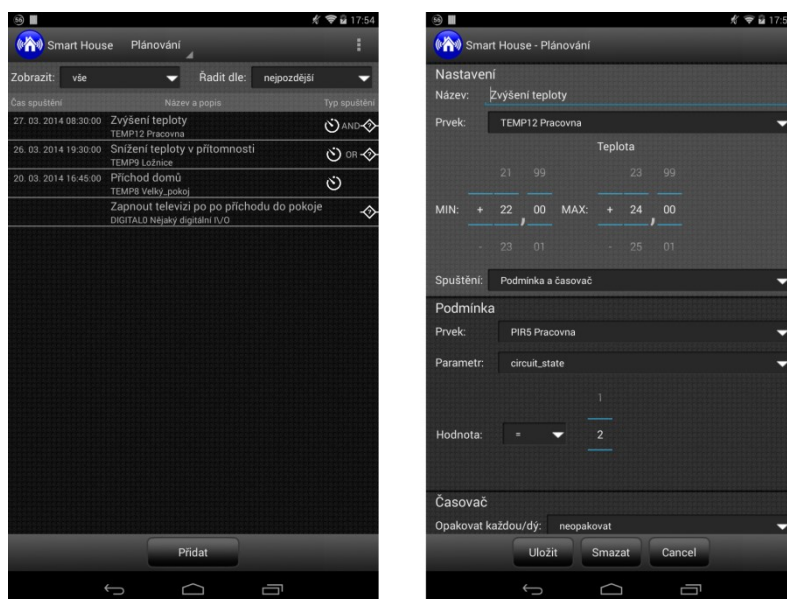 56
17:54
Smart House Plánování
Zobrazit: vše Řadit dle: nejpozdější
Čas spuštění Název a popis Typ spuštění
27. 03. 2014 08:30:00 Zvýšení teploty AND ?
TEMP12 Pracovna
26. 03. 2014 19:30:00 Snížení teploty v přítomnosti OR ?
TEMP9 Ložnice
20. 03. 2014 16:45:00 Příchod domů
TEMP8 Velký_pokoj
Zapnout televizi po po příchodu do pokoje ?
DIGITAL0 Nějaký digitální I\/O
Přidat
56
17:5
Smart House - Plánování
Nastavení
Název: Zvýšení teploty
Prvek: TEMP12 Pracovna
Teplota
21 99 23 99
MIN: + 22 , 00 MAX: + 24 , 00
- 23 01 - 25 01
Spuštění: Podmínka a časovač
Podmínka
Prvek: PIR5 Pracovna
Parametr: circuit_state
1
Hodnota: = 2
Časovač
Opakovat každou/dý: neopakovat
Uložit Smazat Cancel